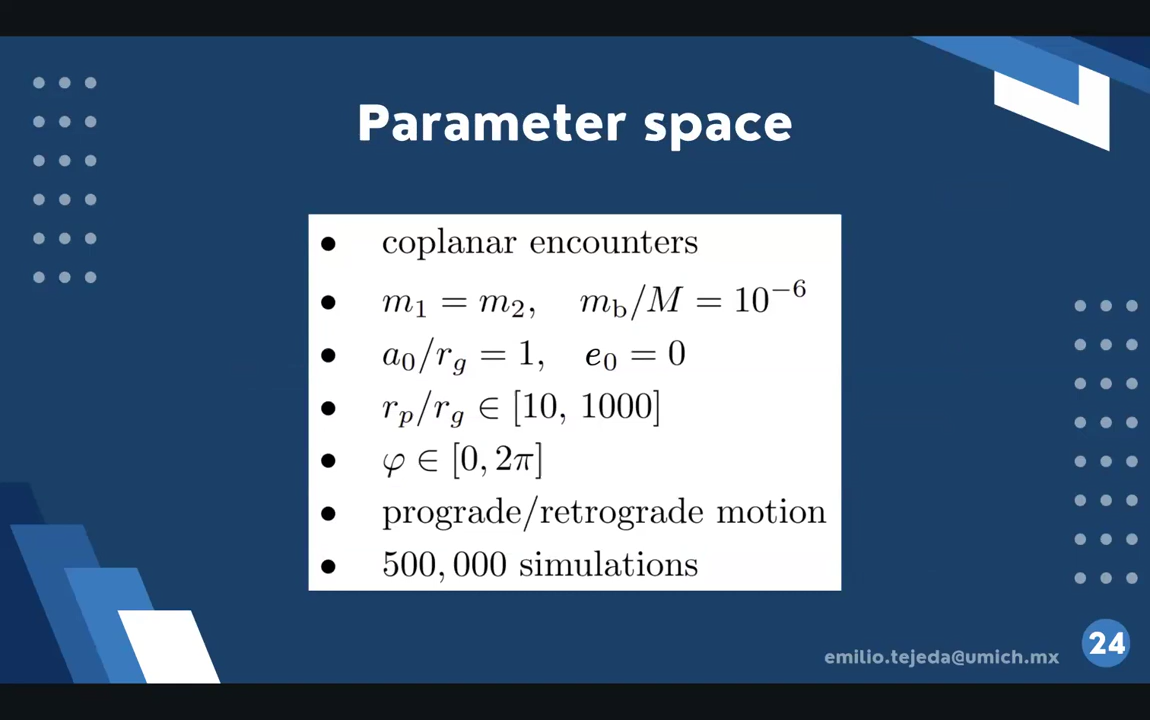 Parameter space
• coplanar encounters
• m₁ = m₂, m_b/M = 10⁻⁶
• a₀/r_g = 1, e₀ = 0
• r_p/r_g ∈ [10, 1000]
• φ ∈ [0, 2π]
• prograde/retrograde motion
• 500,000 simulations
emilio.tejeda@umich.mx
24